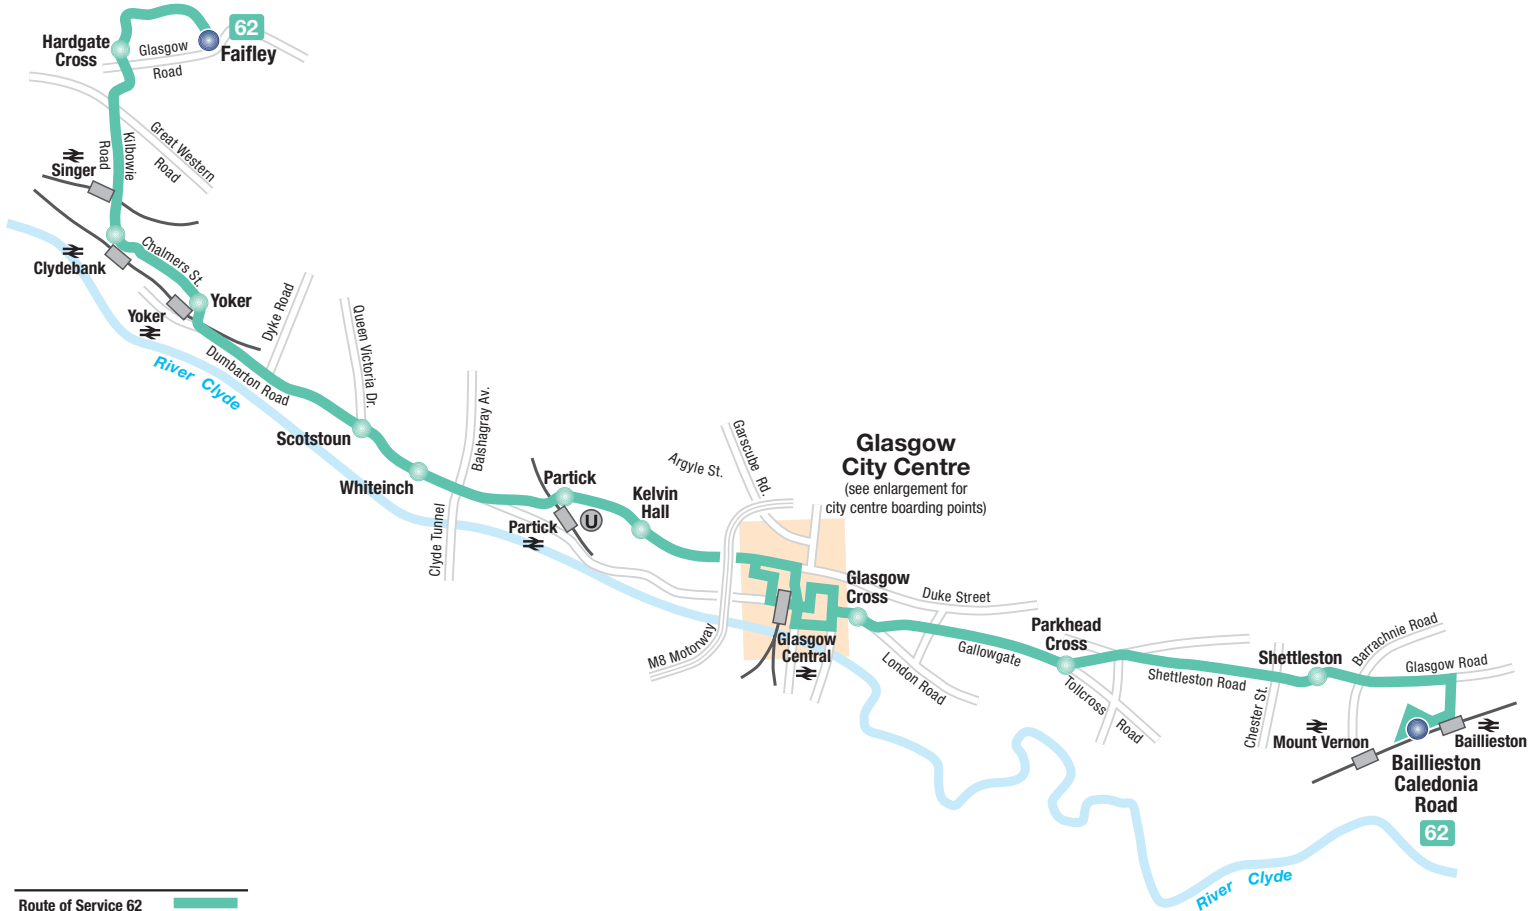 62
Faifley
Hardgate
Cross
Glasgow
Road
Great Western
Road
Kilbowie
Road
Singer
Clydebank
Chalmers St.
Yoker
Yoker
Dyke Road
Queen Victoria Dr.
Dumbarton Road
River Clyde
Scotstoun
Whiteinch
Balshagray Av.
Clyde Tunnel
Partick
Partick
U
Kelvin
Hall
Argyle St.
Garscube Rd.
Glasgow
City Centre
(see enlargement for
city centre boarding points)
M8 Motorway
Glasgow
Central
Glasgow
Cross
Duke Street
London Road
Gallowgate
Parkhead
Cross
Tollcross
Road
Shettleston Road
Chester St.
Shettleston
Barrachnie Road
Glasgow Road
Mount Vernon
Baillieston
Baillieston
Caledonia
Road
62
River Clyde
Route of Service 62